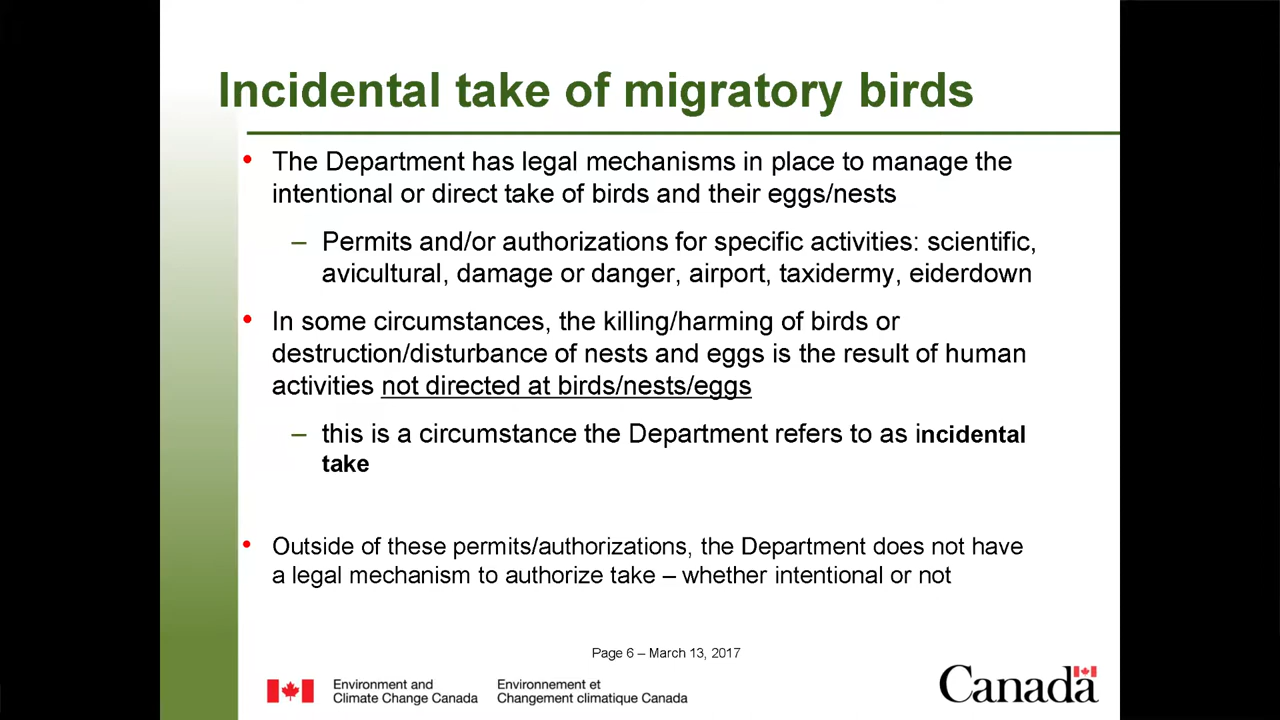 Incidental take of migratory birds
• The Department has legal mechanisms in place to manage the
intentional or direct take of birds and their eggs/nests
– Permits and/or authorizations for specific activities: scientific,
avicultural, damage or danger, airport, taxidermy, eiderdown
• In some circumstances, the killing/harming of birds or
destruction/disturbance of nests and eggs is the result of human
activities not directed at birds/nests/eggs
– this is a circumstance the Department refers to as incidental
take
• Outside of these permits/authorizations, the Department does not have
a legal mechanism to authorize take – whether intentional or not
Page 6 – March 13, 2017
Environment and
Climate Change Canada
Environnement et
Changement climatique Canada
Canada